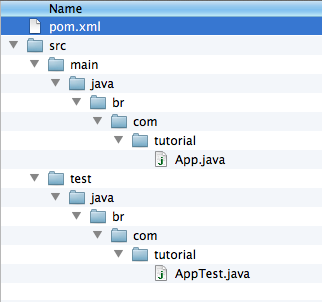 Name
pom.xml
src
main
java
br
com
tutorial
App.java
test
java
br
com
tutorial
AppTest.java